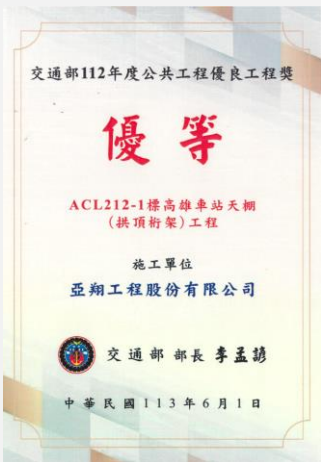 交通部112年度公共工程優良工程獎
優等
ACL212-1標高雄車站天棚
(拱頂桁架)工程
施工單位
亞翔工程股份有限公司
交通部 部長 李孟諺
中華民國113年6月1日